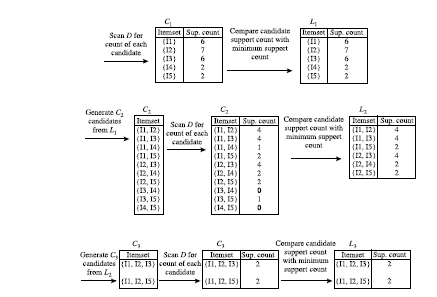 C1
Scan D for
count of each
candidate
Itemset Sup. count
{I1} 6
{I2} 7
{I3} 6
{I4} 2
{I5} 2
Compare candidate
support count with
minimum support
count
L1
Itemset Sup. count
{I1} 6
{I2} 7
{I3} 6
{I4} 2
{I5} 2
Generate C2
candidates
from L1
C2
Itemset
{I1, I2}
{I1, I3}
{I1, I4}
{I1, I5}
{I2, I3}
{I2, I4}
{I2, I5}
{I3, I4}
{I3, I5}
{I4, I5}
Scan D for
count of each
candidate
C2
Itemset Sup. count
{I1, I2} 4
{I1, I3} 4
{I1, I4} 1
{I1, I5} 2
{I2, I3} 4
{I2, I4} 2
{I2, I5} 2
{I3, I4} 0
{I3, I5} 1
{I4, I5} 0
Compare candidate
support count with
minimum support
count
L2
Itemset Sup. count
{I1, I2} 4
{I1, I3} 4
{I1, I5} 2
{I2, I3} 4
{I2, I4} 2
{I2, I5} 2
Generate C3
candidates
from L2
C3
Itemset
{I1, I2, I3}
{I1, I2, I5}
Scan D for
count of each
candidate
C3
Itemset Sup. count
{I1, I2, I3} 2
{I1, I2, I5} 2
Compare candidate
support count
with minimum
support count
L3
Itemset Sup. count
{I1, I2, I3} 2
{I1, I2, I5} 2